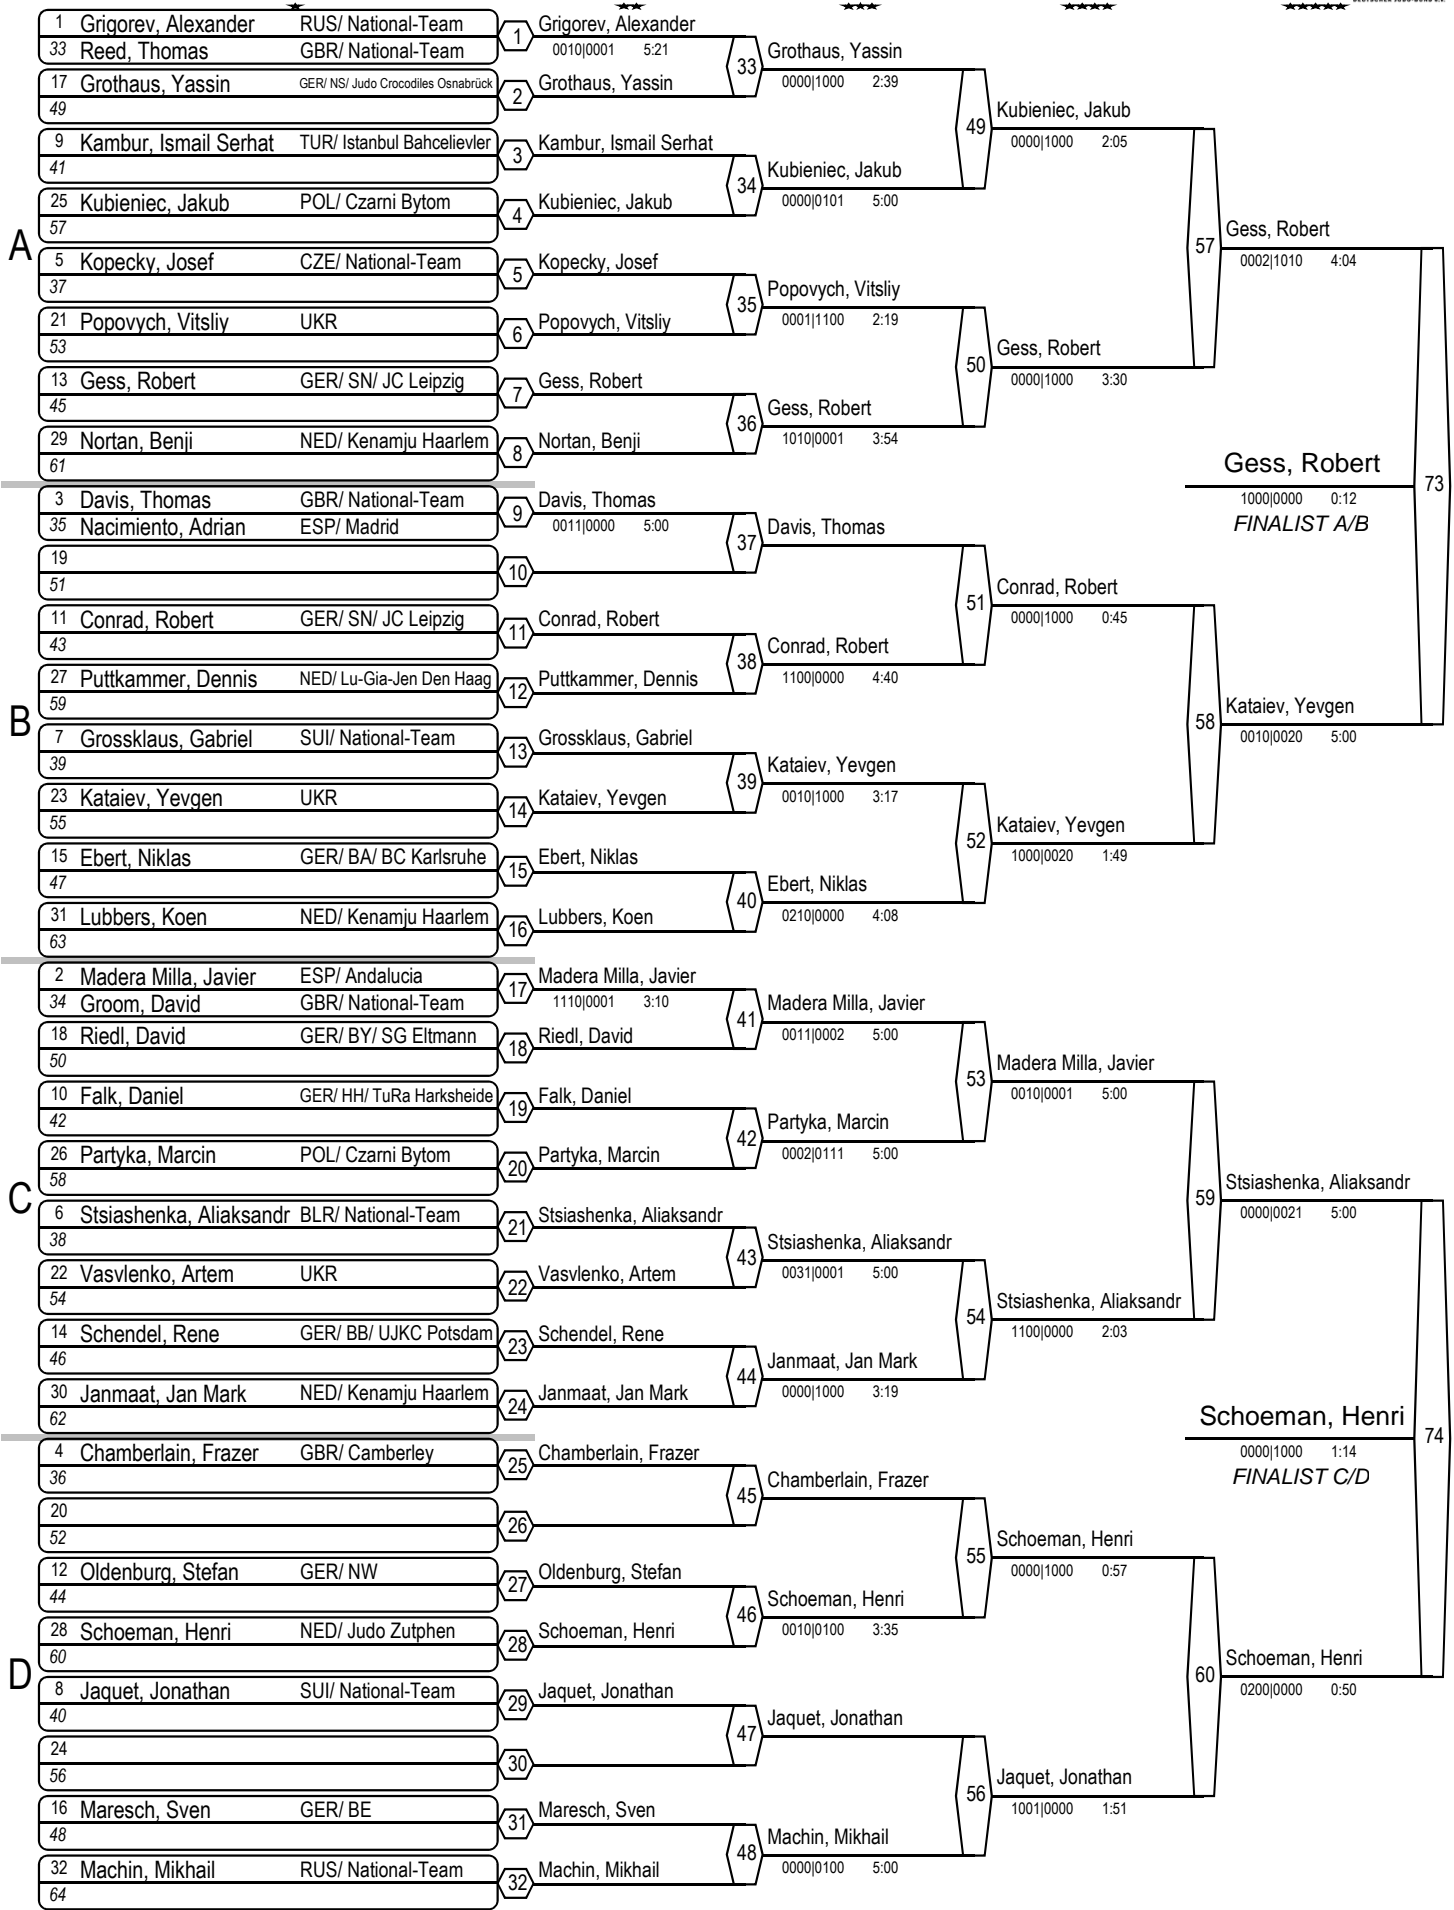 1 Grigorev, Alexander RUS/ National-Team
33 Reed, Thomas GBR/ National-Team
1
17 Grothaus, Yassin GER/ NS/ Judo Crocodiles Osnabrück
49
2
9 Kambur, Ismail Serhat TUR/ Istanbul Bahcelievler
41
3
25 Kubieniec, Jakub POL/ Czarni Bytom
57
4
A
5 Kopecky, Josef CZE/ National-Team
37
5
21 Popovych, Vitsliy UKR
53
6
13 Gess, Robert GER/ SN/ JC Leipzig
45
7
29 Nortan, Benji NED/ Kenamju Haarlem
61
8
3 Davis, Thomas GBR/ National-Team
35 Nacimiento, Adrian ESP/ Madrid
9
19
51
10
11 Conrad, Robert GER/ SN/ JC Leipzig
43
11
27 Puttkammer, Dennis NED/ Lu-Gia-Jen Den Haag
59
12
B
7 Grossklaus, Gabriel SUI/ National-Team
39
13
23 Kataiev, Yevgen UKR
55
14
15 Ebert, Niklas GER/ BA/ BC Karlsruhe
47
15
31 Lubbers, Koen NED/ Kenamju Haarlem
63
16
2 Madera Milla, Javier ESP/ Andalucia
34 Groom, David GBR/ National-Team
17
18 Riedl, David GER/ BY/ SG Eltmann
50
18
10 Falk, Daniel GER/ HH/ TuRa Harksheide
42
19
26 Partyka, Marcin POL/ Czarni Bytom
58
20
C
6 Stsiashenka, Aliaksandr BLR/ National-Team
38
21
22 Vasvlenko, Artem UKR
54
22
14 Schendel, Rene GER/ BB/ UJKC Potsdam
46
23
30 Janmaat, Jan Mark NED/ Kenamju Haarlem
62
24
4 Chamberlain, Frazer GBR/ Camberley
36
25
20
52
26
12 Oldenburg, Stefan GER/ NW
44
27
28 Schoeman, Henri NED/ Judo Zutphen
60
28
D
8 Jaquet, Jonathan SUI/ National-Team
40
29
24
56
30
16 Maresch, Sven GER/ BE
48
31
32 Machin, Mikhail RUS/ National-Team
64
32
Grigorev, Alexander
0010|0001 5:21
Grothaus, Yassin
33
Kambur, Ismail Serhat
Kubieniec, Jakub
34
Kopecky, Josef
Popovych, Vitsliy
35
Gess, Robert
Nortan, Benji
36
Davis, Thomas
0011|0000 5:00
37
Conrad, Robert
Puttkammer, Dennis
38
Grossklaus, Gabriel
Kataiev, Yevgen
39
Ebert, Niklas
Lubbers, Koen
40
Madera Milla, Javier
1110|0001 3:10
Riedl, David
41
Falk, Daniel
Partyka, Marcin
42
Stsiashenka, Aliaksandr
Vasvlenko, Artem
43
Schendel, Rene
Janmaat, Jan Mark
44
Chamberlain, Frazer
45
Oldenburg, Stefan
Schoeman, Henri
46
Jaquet, Jonathan
47
Maresch, Sven
Machin, Mikhail
48
Grothaus, Yassin
0000|1000 2:39
Kubieniec, Jakub
0000|0101 5:00
49
Popovych, Vitsliy
0001|1100 2:19
Gess, Robert
1010|0001 3:54
50
Davis, Thomas
Conrad, Robert
1100|0000 4:40
51
Kataiev, Yevgen
0010|1000 3:17
Ebert, Niklas
0210|0000 4:08
52
Madera Milla, Javier
0011|0002 5:00
Partyka, Marcin
0002|0111 5:00
53
Stsiashenka, Aliaksandr
0031|0001 5:00
Janmaat, Jan Mark
0000|1000 3:19
54
Chamberlain, Frazer
Schoeman, Henri
0010|0100 3:35
55
Jaquet, Jonathan
Machin, Mikhail
0000|0100 5:00
56
Kubieniec, Jakub
0000|1000 2:05
Gess, Robert
0000|1000 3:30
57
Conrad, Robert
0000|1000 0:45
Kataiev, Yevgen
1000|0020 1:49
58
Madera Milla, Javier
0010|0001 5:00
Stsiashenka, Aliaksandr
1100|0000 2:03
59
Schoeman, Henri
0000|1000 0:57
Jaquet, Jonathan
1001|0000 1:51
60
Gess, Robert
0002|1010 4:04
Gess, Robert
1000|0000 0:12
FINALIST A/B
73
Kataiev, Yevgen
0010|0020 5:00
Stsiashenka, Aliaksandr
0000|0021 5:00
Schoeman, Henri
0000|1000 1:14
FINALIST C/D
74
Schoeman, Henri
0200|0000 0:50